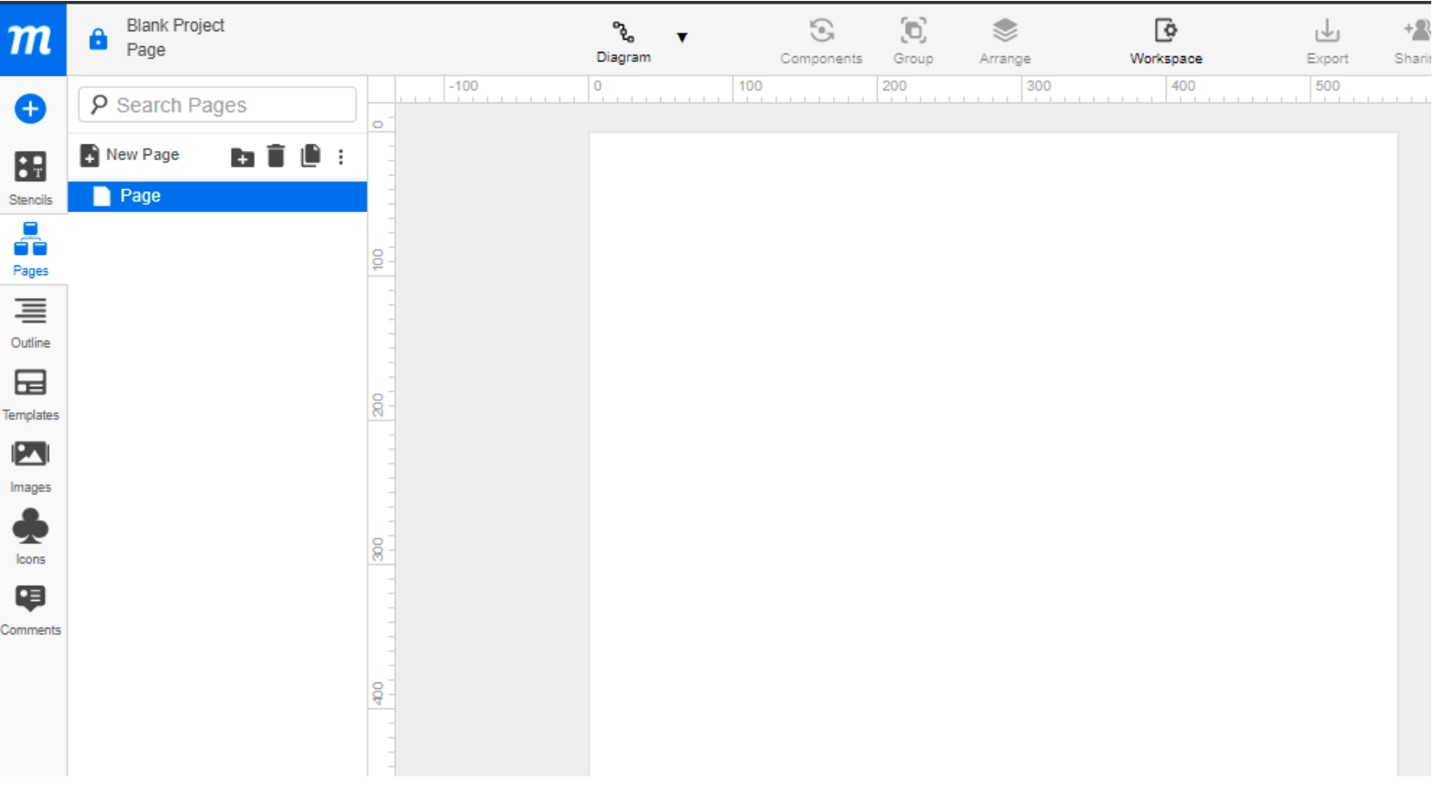 m
Blank Project
Page
Diagram
Components
Group
Arrange
Workspace
Export
-100
0
100
200
300
400
500
Search Pages
New Page
Page
Stencils
Pages
Outline
Templates
Images
Icons
Comments
0
100
200
300
400